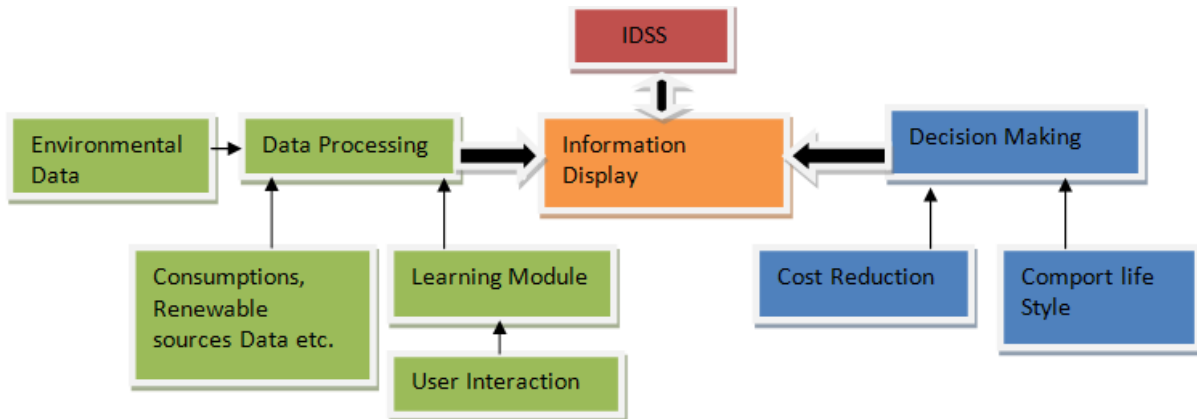 IDSS
Environmental
Data
Data Processing
Information
Display
Decision Making
Consumptions,
Renewable
sources Data etc.
Learning Module
User Interaction
Cost Reduction
Comport life
Style